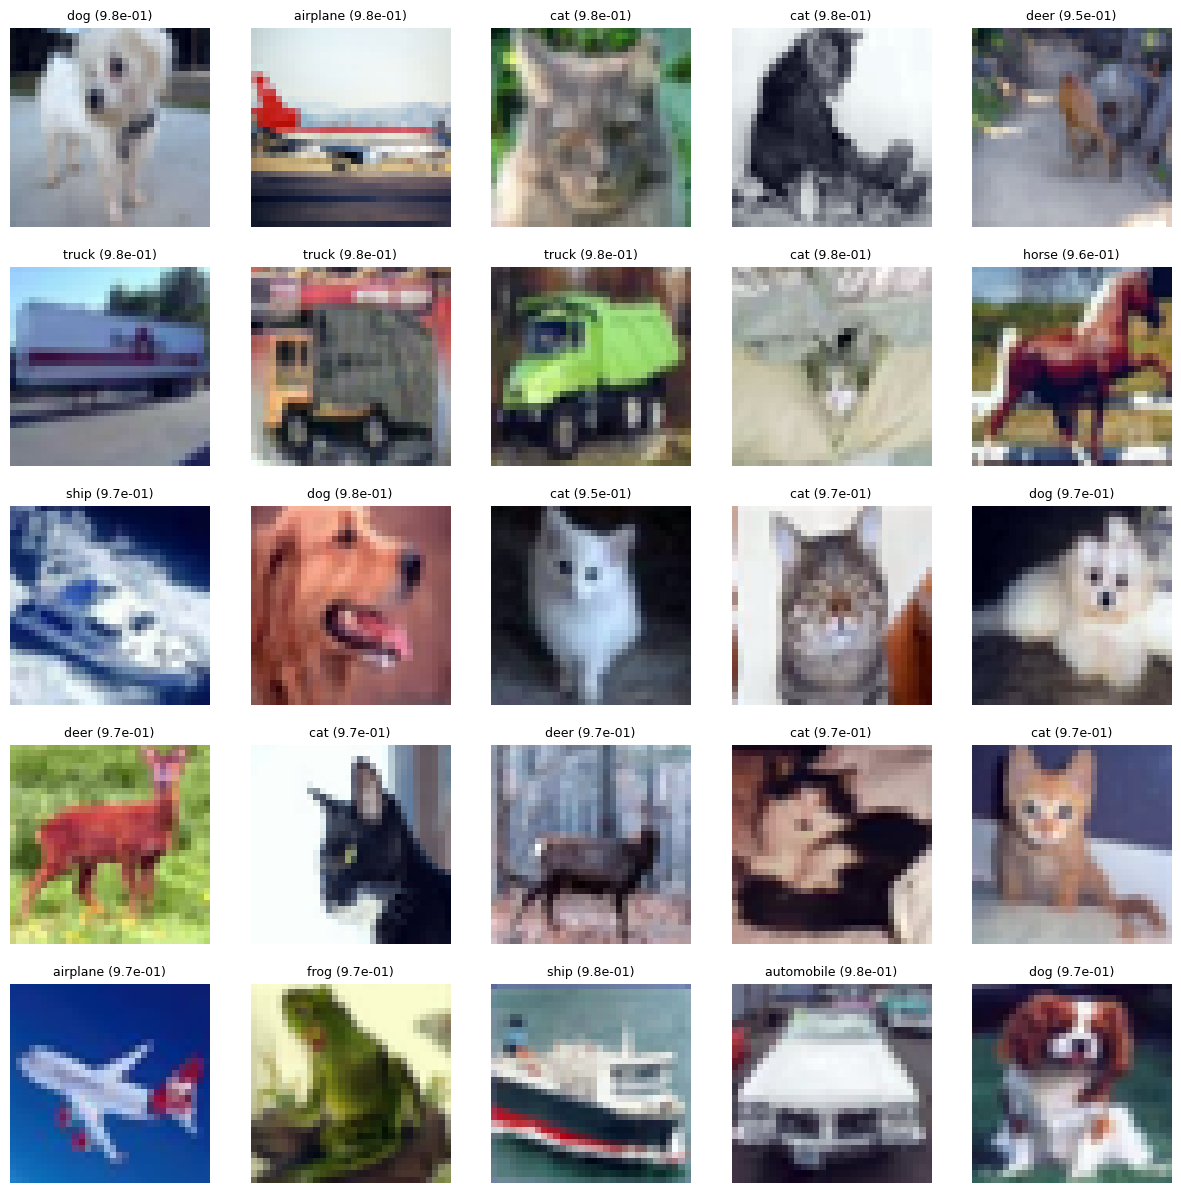 dog (9.8e-01)
airplane (9.8e-01)
cat (9.8e-01)
cat (9.8e-01)
deer (9.5e-01)
truck (9.8e-01)
truck (9.8e-01)
truck (9.8e-01)
cat (9.8e-01)
horse (9.6e-01)
ship (9.7e-01)
dog (9.8e-01)
cat (9.5e-01)
cat (9.7e-01)
dog (9.7e-01)
deer (9.7e-01)
cat (9.7e-01)
deer (9.7e-01)
cat (9.7e-01)
cat (9.7e-01)
airplane (9.7e-01)
frog (9.7e-01)
ship (9.8e-01)
automobile (9.8e-01)
dog (9.7e-01)